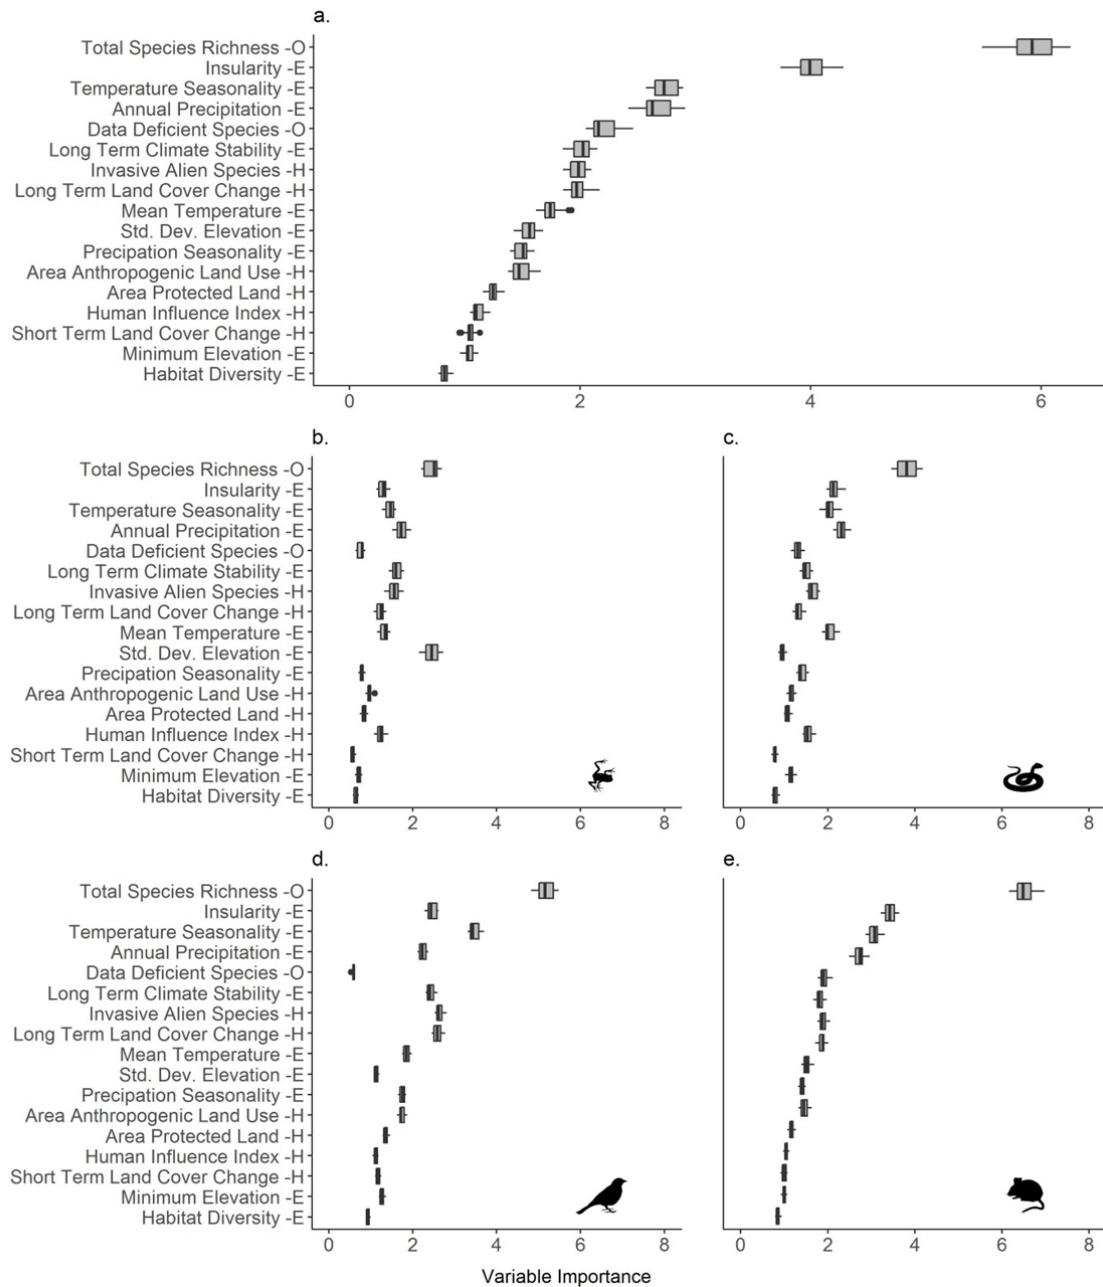 a.
Total Species Richness -O
Insularity -E
Temperature Seasonality -E
Annual Precipitation -E
Data Deficient Species -O
Long Term Climate Stability -E
Invasive Alien Species -H
Long Term Land Cover Change -H
Mean Temperature -E
Std. Dev. Elevation -E
Precipation Seasonality -E
Area Anthropogenic Land Use -H
Area Protected Land -H
Human Influence Index -H
Short Term Land Cover Change -H
Minimum Elevation -E
Habitat Diversity -E
0 2 4 6
b. c.
Total Species Richness -O
Insularity -E
Temperature Seasonality -E
Annual Precipitation -E
Data Deficient Species -O
Long Term Climate Stability -E
Invasive Alien Species -H
Long Term Land Cover Change -H
Mean Temperature -E
Std. Dev. Elevation -E
Precipation Seasonality -E
Area Anthropogenic Land Use -H
Area Protected Land -H
Human Influence Index -H
Short Term Land Cover Change -H
Minimum Elevation -E
Habitat Diversity -E
0 2 4 6 8 0 2 4 6 8
d. e.
Total Species Richness -O
Insularity -E
Temperature Seasonality -E
Annual Precipitation -E
Data Deficient Species -O
Long Term Climate Stability -E
Invasive Alien Species -H
Long Term Land Cover Change -H
Mean Temperature -E
Std. Dev. Elevation -E
Precipation Seasonality -E
Area Anthropogenic Land Use -H
Area Protected Land -H
Human Influence Index -H
Short Term Land Cover Change -H
Minimum Elevation -E
Habitat Diversity -E
0 2 4 6 8 0 2 4 6 8
Variable Importance